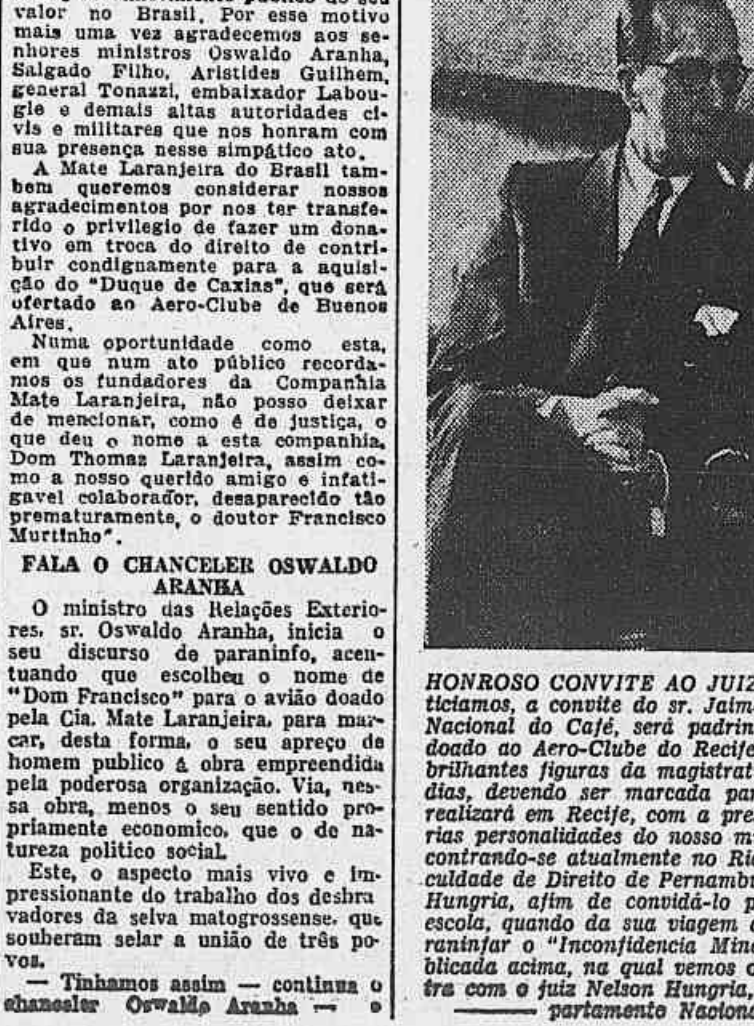 valor no Brasil. Por esse motivo
mais uma vez agradecemos aos se-
nhores ministros Oswaldo Aranha,
Salgado Filho, Aristides Guilhem,
general Tonazzi, embaixador Labou-
gle e demais altas autoridades ci-
vis e militares que nos honram com
sua presença nesse simpático ato.
A Mate Laranjeira do Brasil tam-
bem queremos considerar nossos
agradecimentos por nos ter transfe-
rido o privilegio de fazer um dona-
tivo em troca do direito de contri-
buir condignamente para a aquisi-
ção do "Duque de Caxias", que será
ofertado ao Aero-Clube de Buenos
Aires.
Numa oportunidade como esta,
em que num ato público recorda-
mos os fundadores da Companhia
Mate Laranjeira, não posso deixar
de mencionar, como é de justiça, o
que deu o nome a esta companhia,
Dom Thomaz Laranjeira, assim co-
mo a nosso querido amigo e infati-
gavel colaborador, desaparecido tão
prematuramente, o doutor Francisco
Murtinho".
FALA O CHANCELER OSWALDO
ARANHA
O ministro das Relações Exterio-
res, sr. Oswaldo Aranha, inicia o
seu discurso de paraninfo, acen-
tuando que escolheu o nome de
"Dom Francisco" para o avião doado
pela Cia. Mate Laranjeira, para mar-
car, desta forma, o seu apreço de
homem publico á obra empreendida
pela poderosa organização. Via, nes-
sa obra, menos o seu sentido pro-
priamente economico, que o de na-
tureza politico social.
Este, o aspecto mais vivo e im-
pressionante do trabalho dos desbra
vadores da selva matogrossense, que
souberam selar a união de três po-
vos.
— Tinhamos assim — continua o
chanceler Oswaldo Aranha — o
HONROSO CONVITE AO JUIZ
ticiamos, a convite do sr. Jaim
Nacional do Café, será padrin
doado ao Aero-Clube do Recife
brilhantes figuras da magistrat
dias, devendo ser marcada par
realizará em Recife, com a pre
rias personalidades do nosso m
contrando-se atualmente no Ri
culdade de Direito de Pernambu
Hungria, afim de convidá-lo p
escola, quando da sua viagem
raninfar o "Inconfidencia Mine
blicada acima, na qual vemos o
tra com o juiz Nelson Hungria,
partamento Nacion